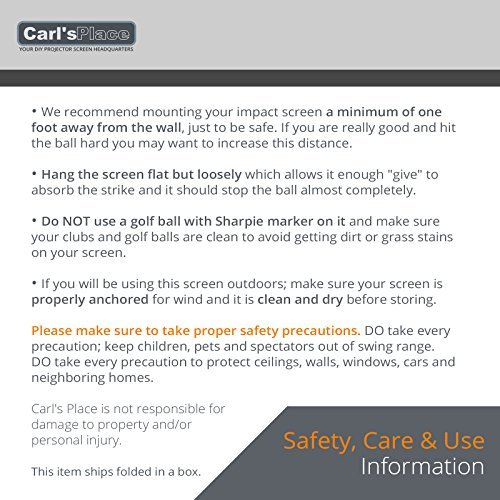 Carl'sPlace
YOUR DIY PROJECTOR SCREEN HEADQUARTERS
• We recommend mounting your impact screen a minimum of one
foot away from the wall, just to be safe. If you are really good and hit
the ball hard you may want to increase this distance.
• Hang the screen flat but loosely which allows it enough "give" to
absorb the strike and it should stop the ball almost completely.
• Do NOT use a golf ball with Sharpie marker on it and make sure
your clubs and golf balls are clean to avoid getting dirt or grass stains
on your screen.
• If you will be using this screen outdoors; make sure your screen is
properly anchored for wind and it is clean and dry before storing.
Please make sure to take proper safety precautions. DO take every
precaution; keep children, pets and spectators out of swing range.
DO take every precaution to protect ceilings, walls, windows, cars and
neighboring homes.
Carl's Place is not responsible for
damage to property and/or
personal injury.
This item ships folded in a box.
Safety, Care & Use
Information